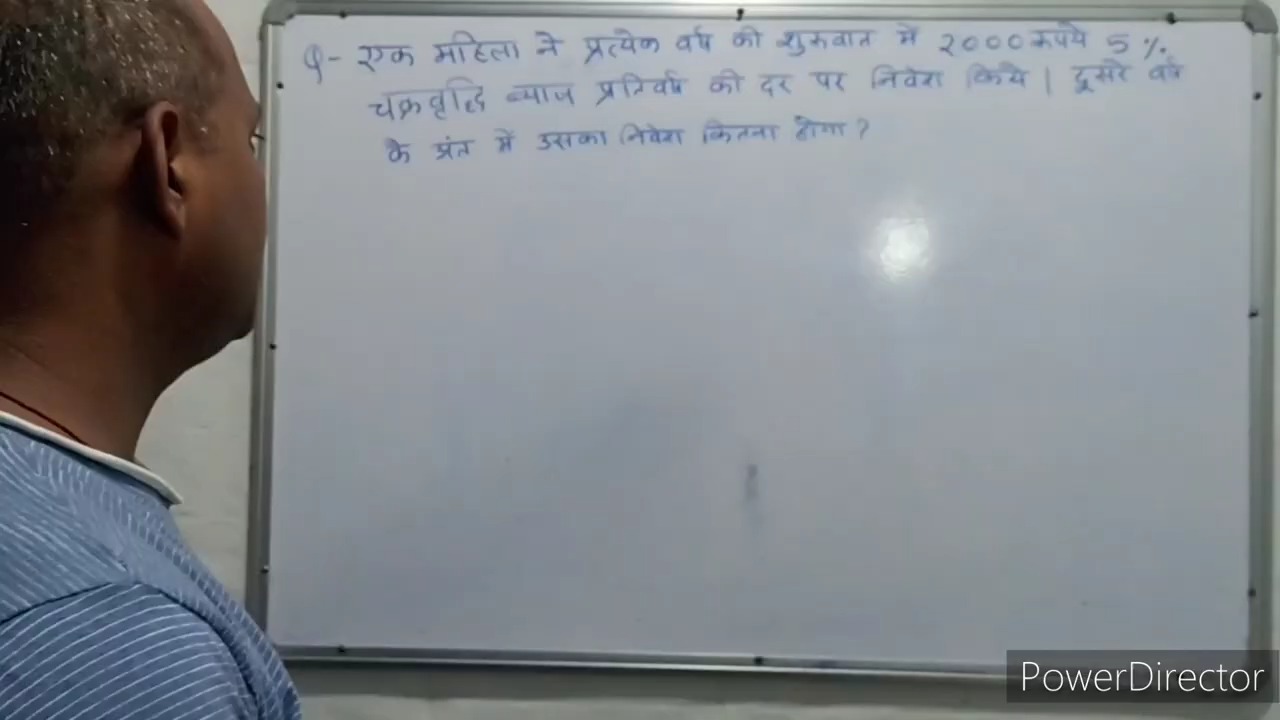 Q- एक महिला ने प्रत्येक वर्ष की शुरुवात में 2000 रूपये 5 %
चक्रवृद्धि ब्याज प्रतिवर्ष की दर पर निवेश किये । दूसरे वर्ष
के अंत में उसका निवेश कितना होगा ?
PowerDirector